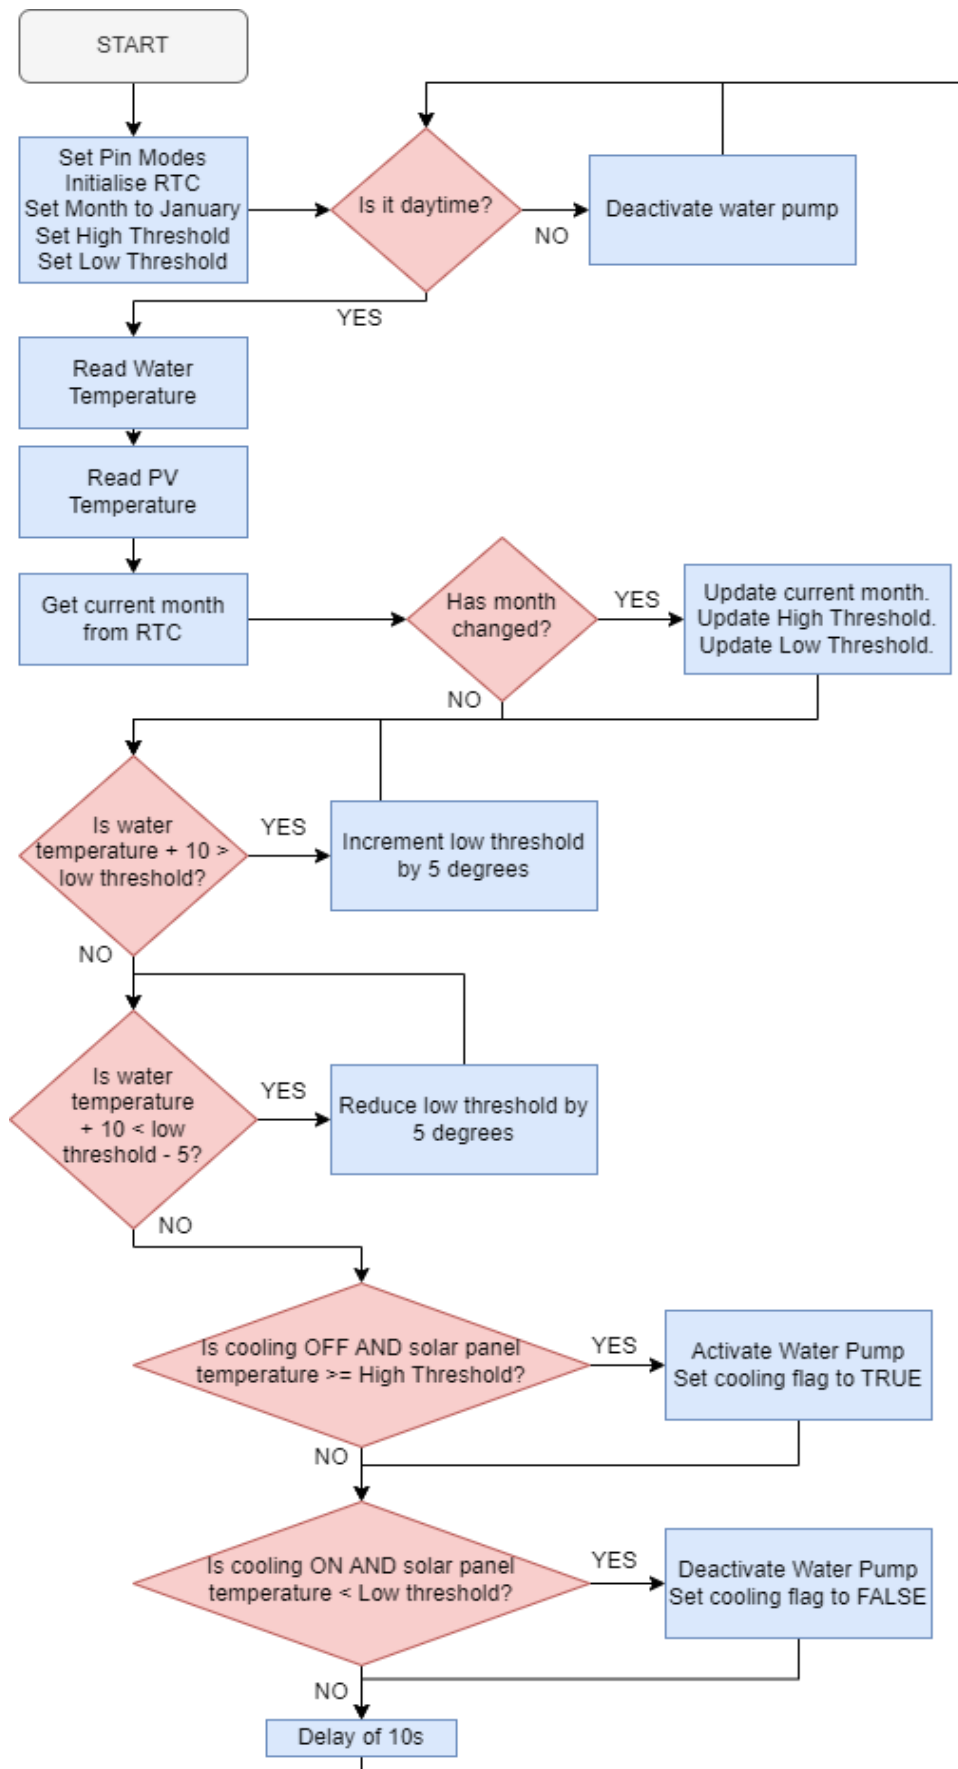 START
Set Pin Modes
Initialise RTC
Set Month to January
Set High Threshold
Set Low Threshold
Is it daytime?
NO
Deactivate water pump
YES
Read Water
Temperature
Read PV
Temperature
Get current month
from RTC
Has month
changed?
YES
Update current month.
Update High Threshold.
Update Low Threshold.
NO
Is water
temperature + 10 >
low threshold?
YES
Increment low threshold
by 5 degrees
NO
Is water
temperature
+ 10 < low
threshold - 5?
YES
Reduce low threshold by
5 degrees
NO
Is cooling OFF AND solar panel
temperature >= High Threshold?
YES
Activate Water Pump
Set cooling flag to TRUE
NO
Is cooling ON AND solar panel
temperature < Low threshold?
YES
Deactivate Water Pump
Set cooling flag to FALSE
NO
Delay of 10s